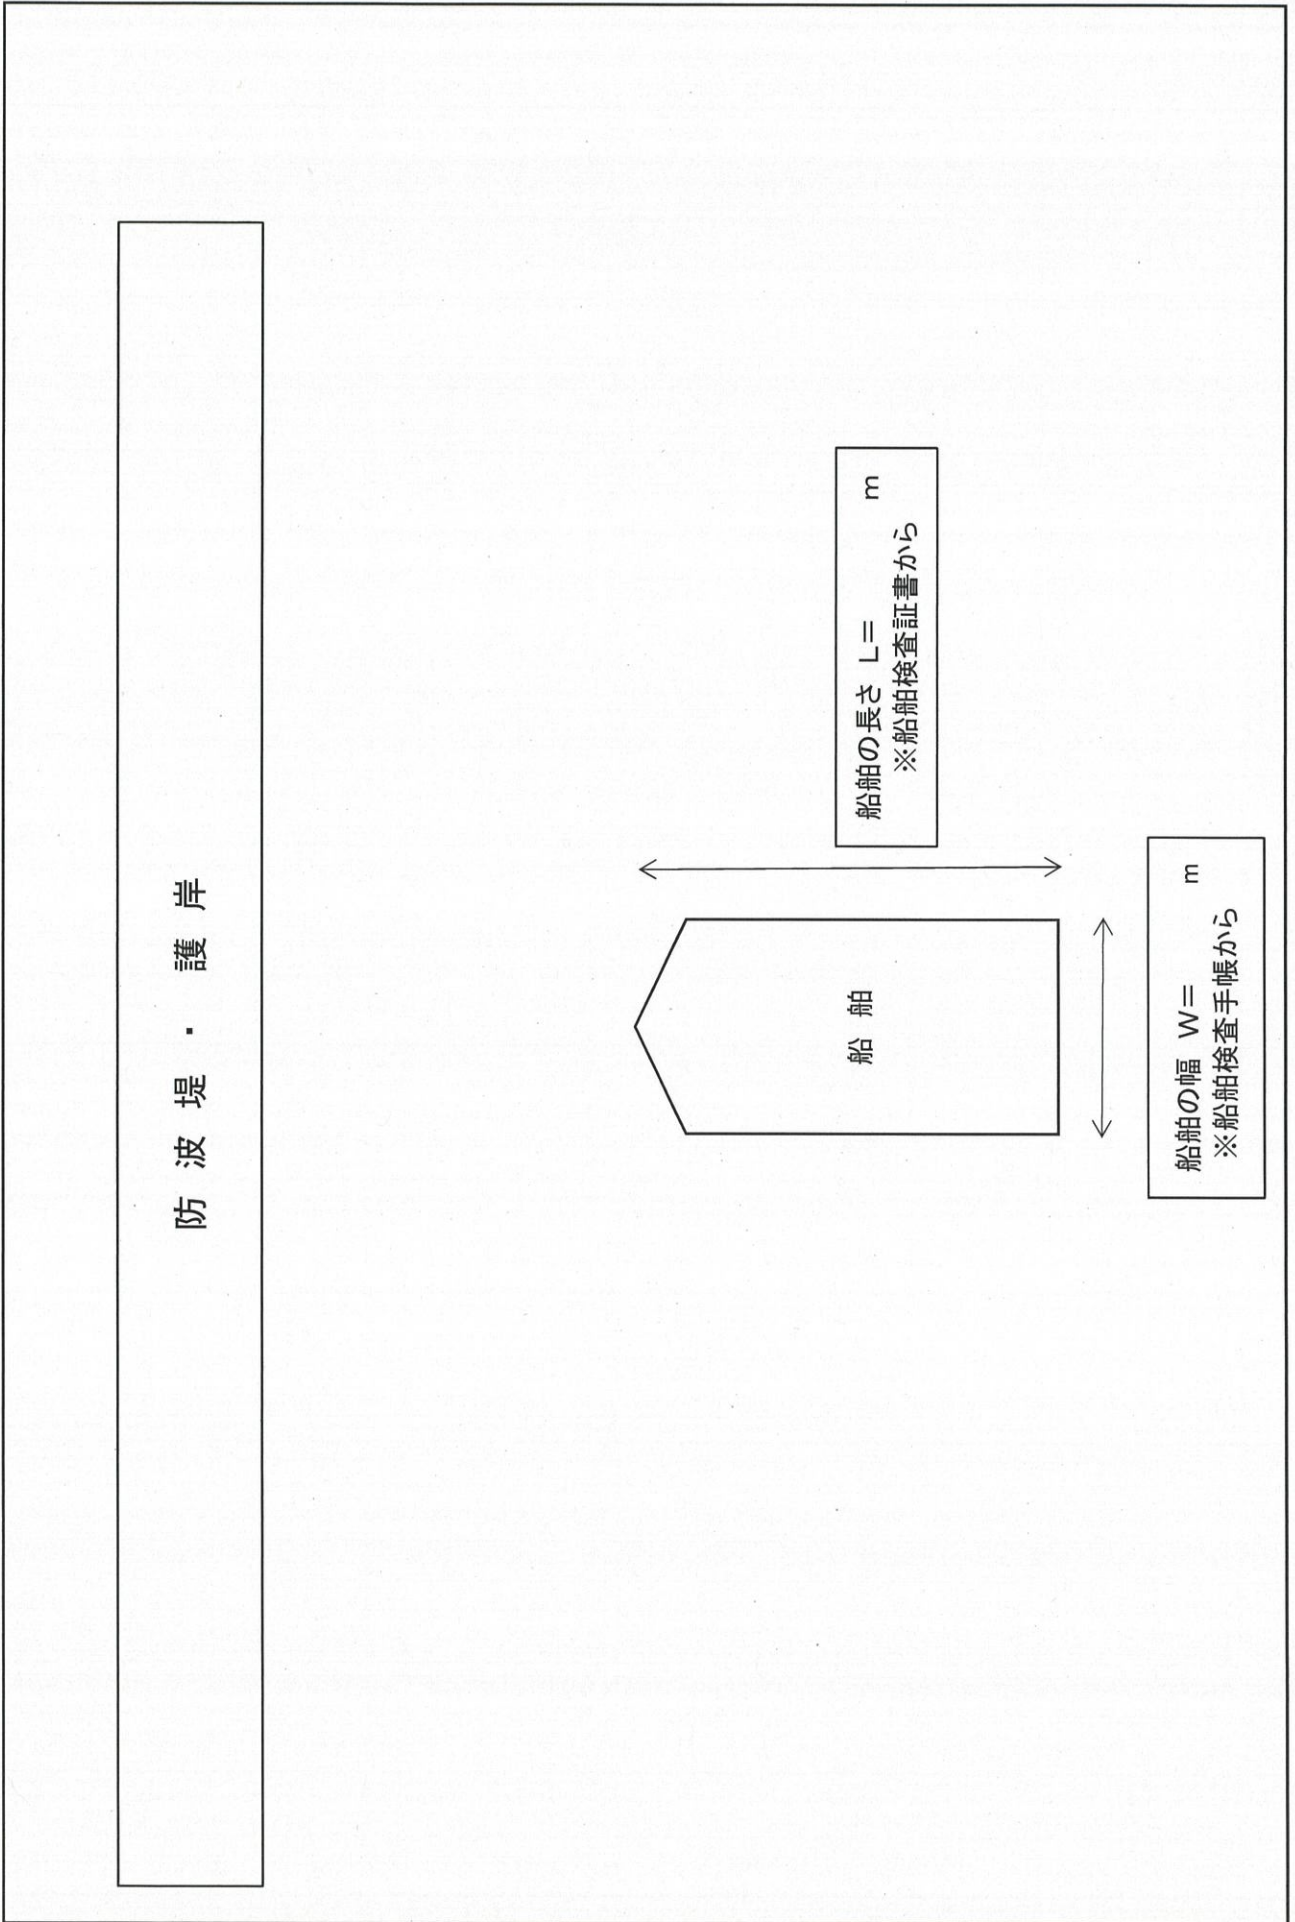 防波堤・護岸
船舶の長さ L= m
※船舶検査証書から
船舶
船舶の幅 W= m
※船舶検査手帳から